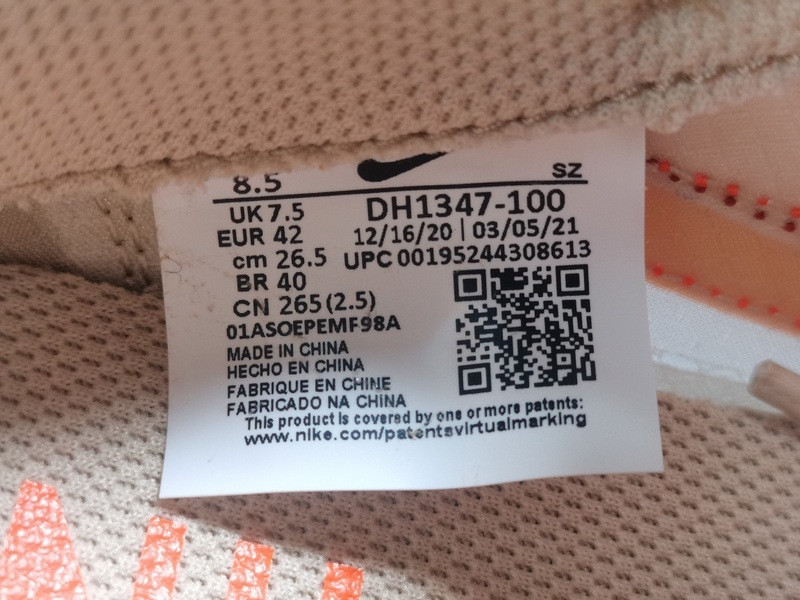 8.5
SZ
UK 7.5
DH1347-100
EUR 42
12/16/20 | 03/05/21
cm 26.5
UPC 00195244308613
BR 40
CN 265 (2.5)
01ASOEPEMF98A
MADE IN CHINA
HECHO EN CHINA
FABRIQUE EN CHINE
FABRICADO NA CHINA
This product is covered by one or more patents:
www.nike.com/patentsvirtualmarking